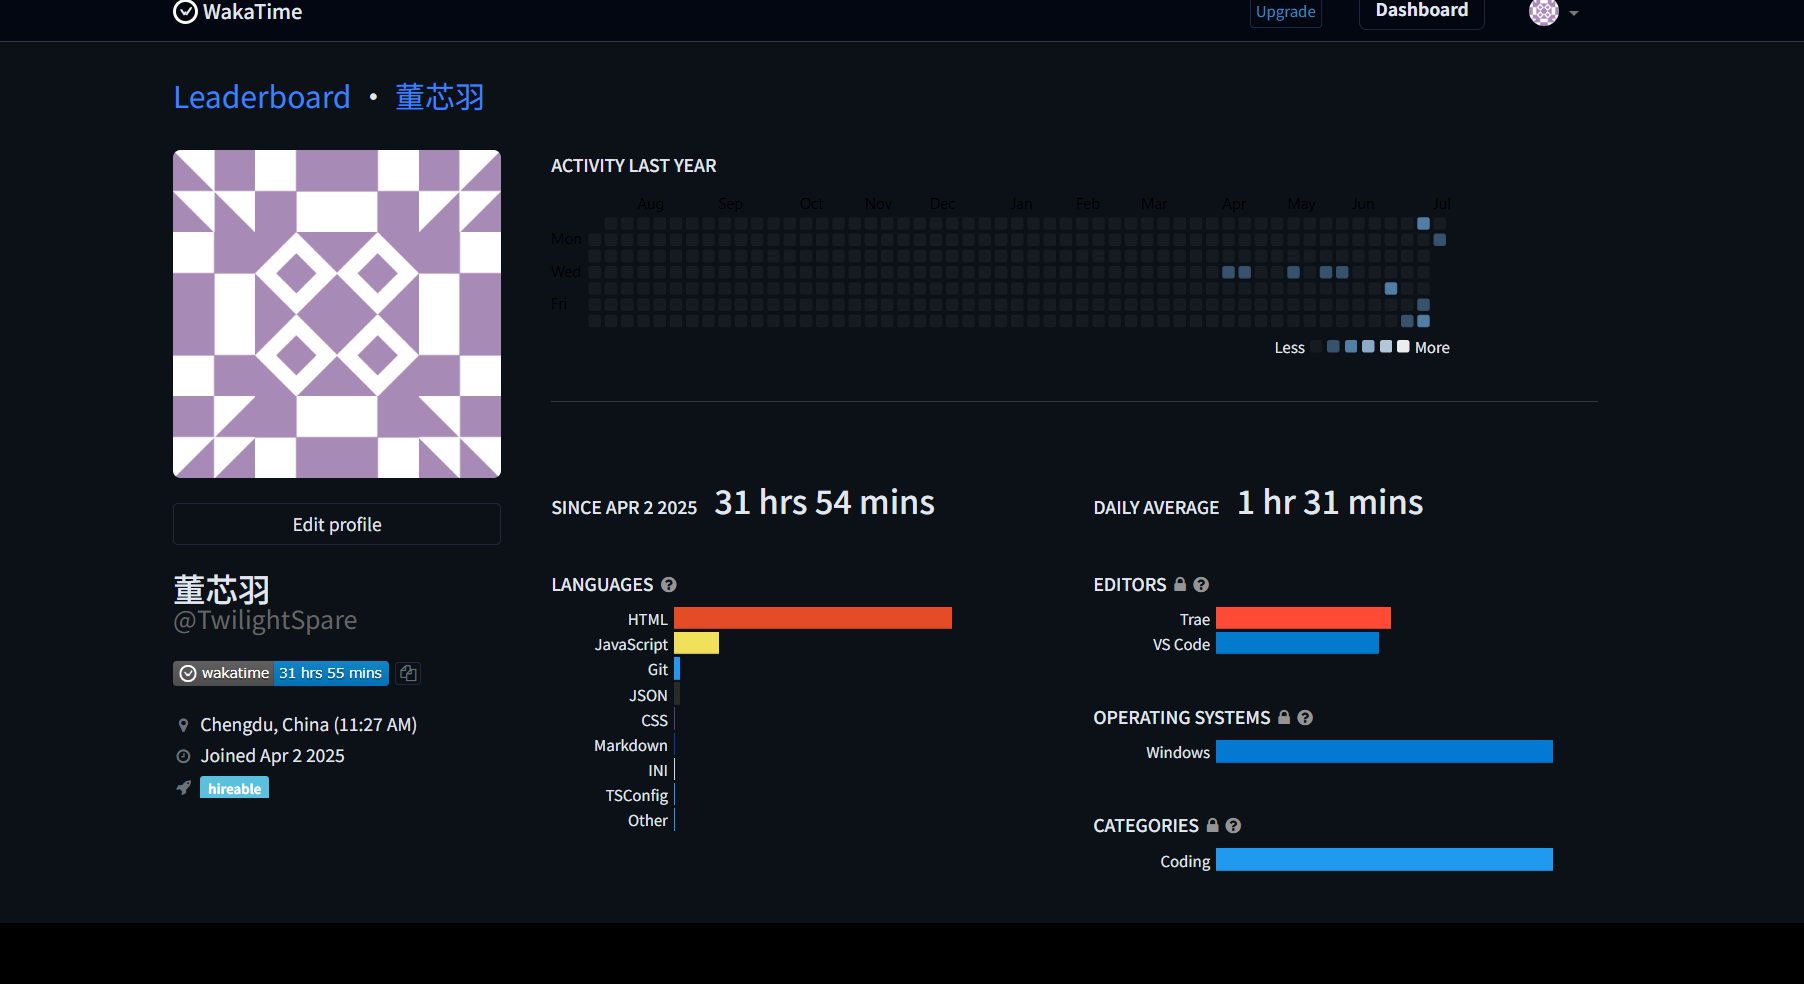 WakaTime
Upgrade
Dashboard
Leaderboard • 董芯羽
ACTIVITY LAST YEAR
Aug Sep Oct Nov Dec Jan Feb Mar Apr May Jun Jul
Mon
Wed
Fri
Less More
Edit profile
董芯羽
@TwilightSpare
wakatime 31 hrs 55 mins
Chengdu, China (11:27 AM)
Joined Apr 2 2025
hireable
SINCE APR 2 2025 31 hrs 54 mins
LANGUAGES ?
HTML
JavaScript
Git
JSON
CSS
Markdown
INI
TSConfig
Other
DAILY AVERAGE 1 hr 31 mins
EDITORS ?
Trae
VS Code
OPERATING SYSTEMS ?
Windows
CATEGORIES ?
Coding